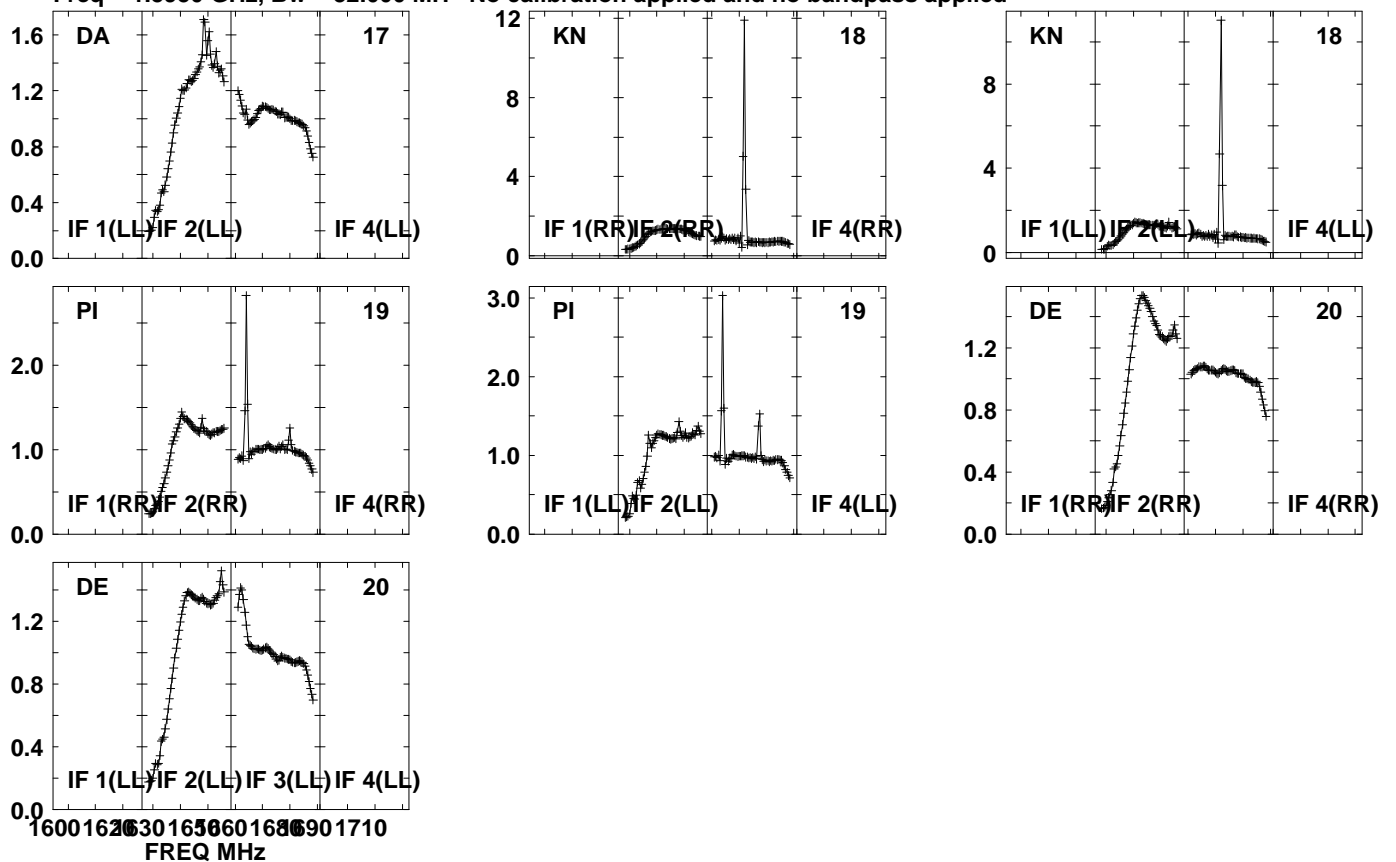 No calibration applied and no bandpass applied
DA 17
1.6
1.2
0.8
0.4
0.0
IF 1(LL) IF 2(LL) IF 4(LL)
KN 18
12
8
4
0
IF 1(RR) IF 2(RR) IF 4(RR)
KN 18
8
4
0
IF 1(LL) IF 2(LL) IF 4(LL)
PI 19
2.0
1.0
0.0
IF 1(RR) IF 2(RR) IF 4(RR)
PI 19
3.0
2.0
1.0
0.0
IF 1(LL) IF 2(LL) IF 4(LL)
DE 20
1.2
0.8
0.4
0.0
IF 1(RR) IF 2(RR) IF 4(RR)
DE 20
1.2
0.8
0.4
0.0
IF 1(LL) IF 2(LL) IF 3(LL) IF 4(LL)
1600 1620 1630 1650 1660 1680 1690 1710
FREQ MHz